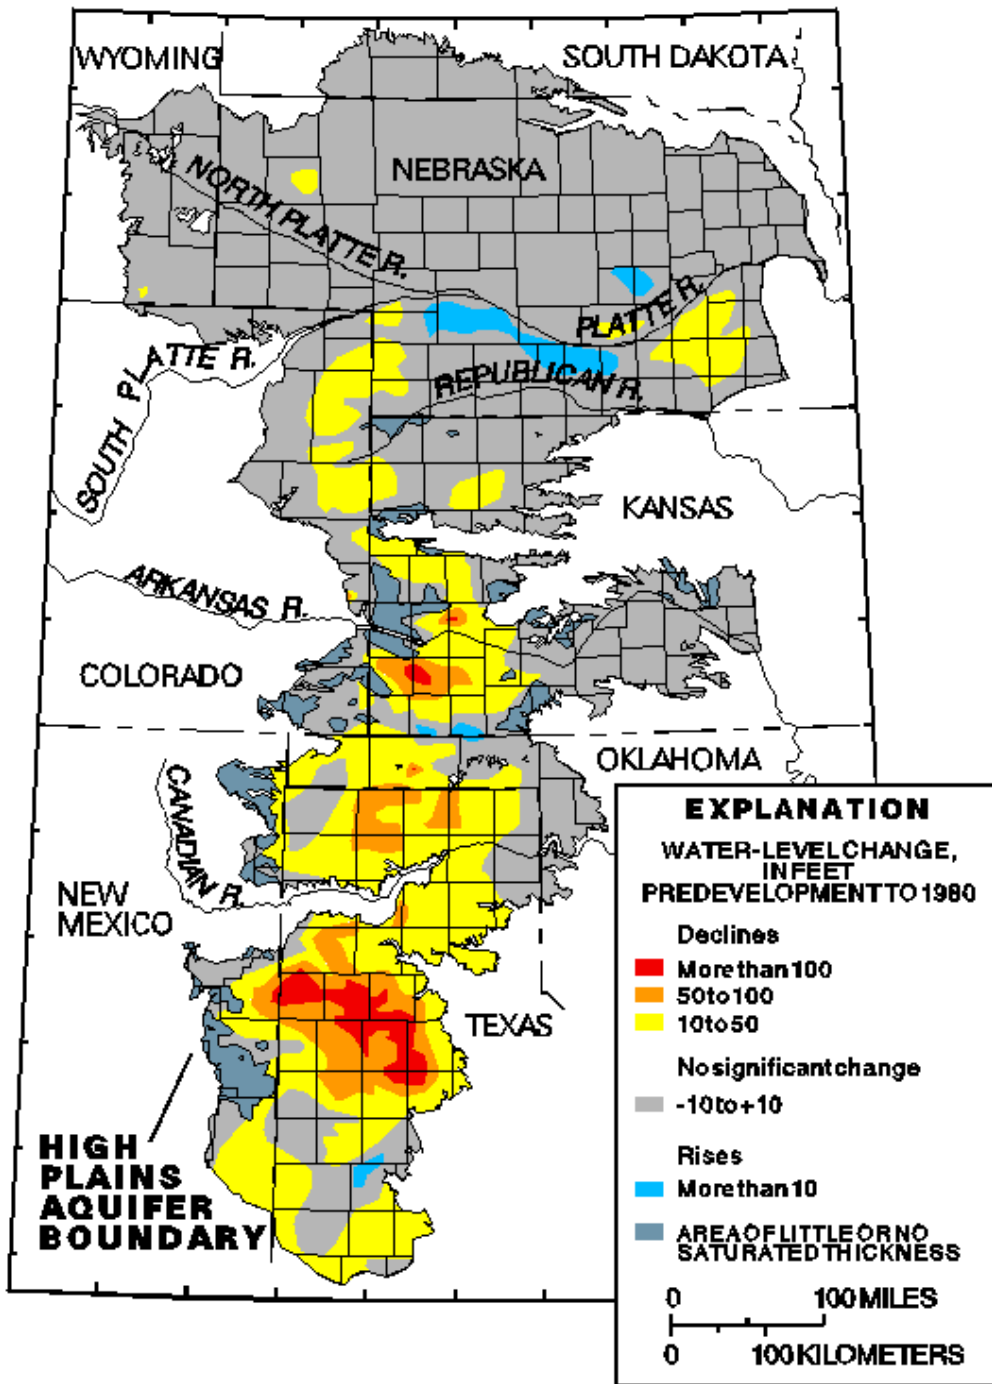 WYOMING
SOUTH DAKOTA
NEBRASKA
NORTH PLATTE R.
PLATTE R.
SOUTH PLATTE R.
REPUBLICAN R.
KANSAS
ARKANSAS R.
COLORADO
OKLAHOMA
CANADIAN R.
NEW
MEXICO
TEXAS
HIGH
PLAINS
AQUIFER
BOUNDARY
EXPLANATION
WATER-LEVEL CHANGE,
IN FEET
PREDEVELOPMENT TO 1980
Declines
More than 100
50 to 100
10 to 50
No significant change
-10 to +10
Rises
More than 10
AREA OF LITTLE OR NO
SATURATED THICKNESS
0 100 MILES
0 100 KILOMETERS